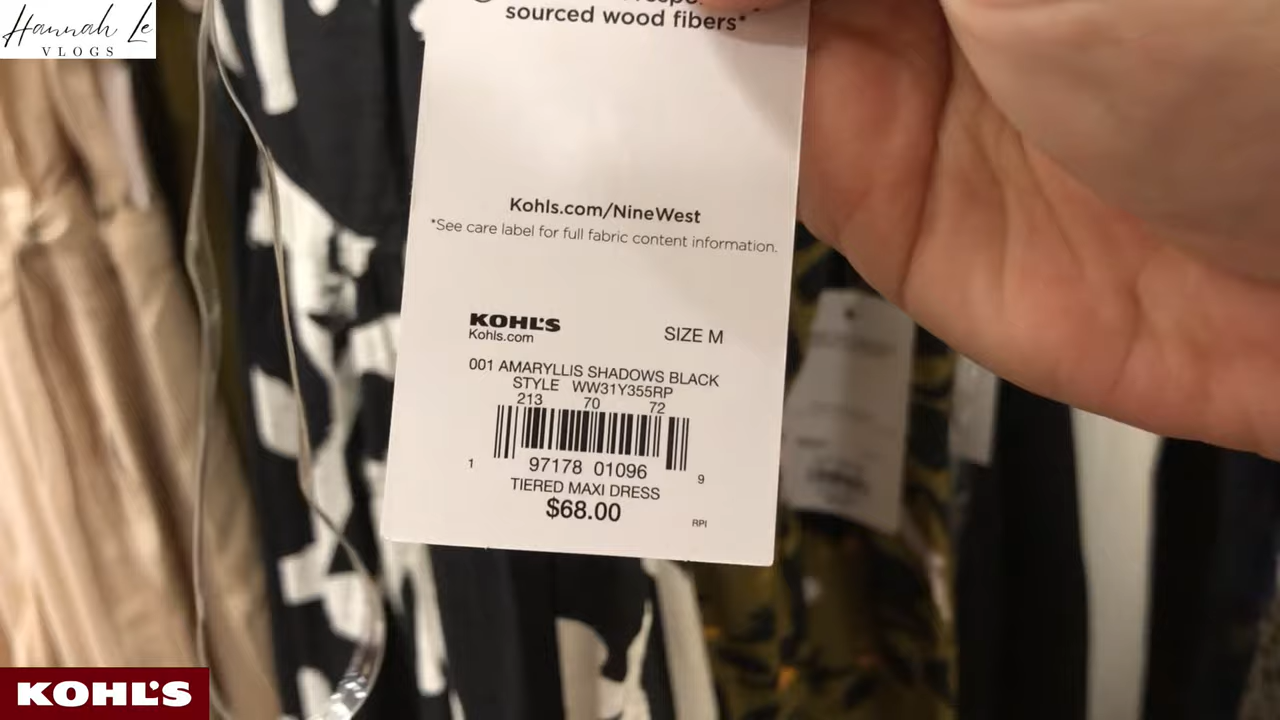 Hannah Le
VLOGS
sourced wood fibers*
Kohls.com/NineWest
*See care label for full fabric content information.
KOHL'S
Kohls.com
SIZE M
001 AMARYLLIS SHADOWS BLACK
STYLE WW31Y355RP
213 70 72
1 97178 01096 9
TIERED MAXI DRESS
$68.00
RPI
KOHL'S